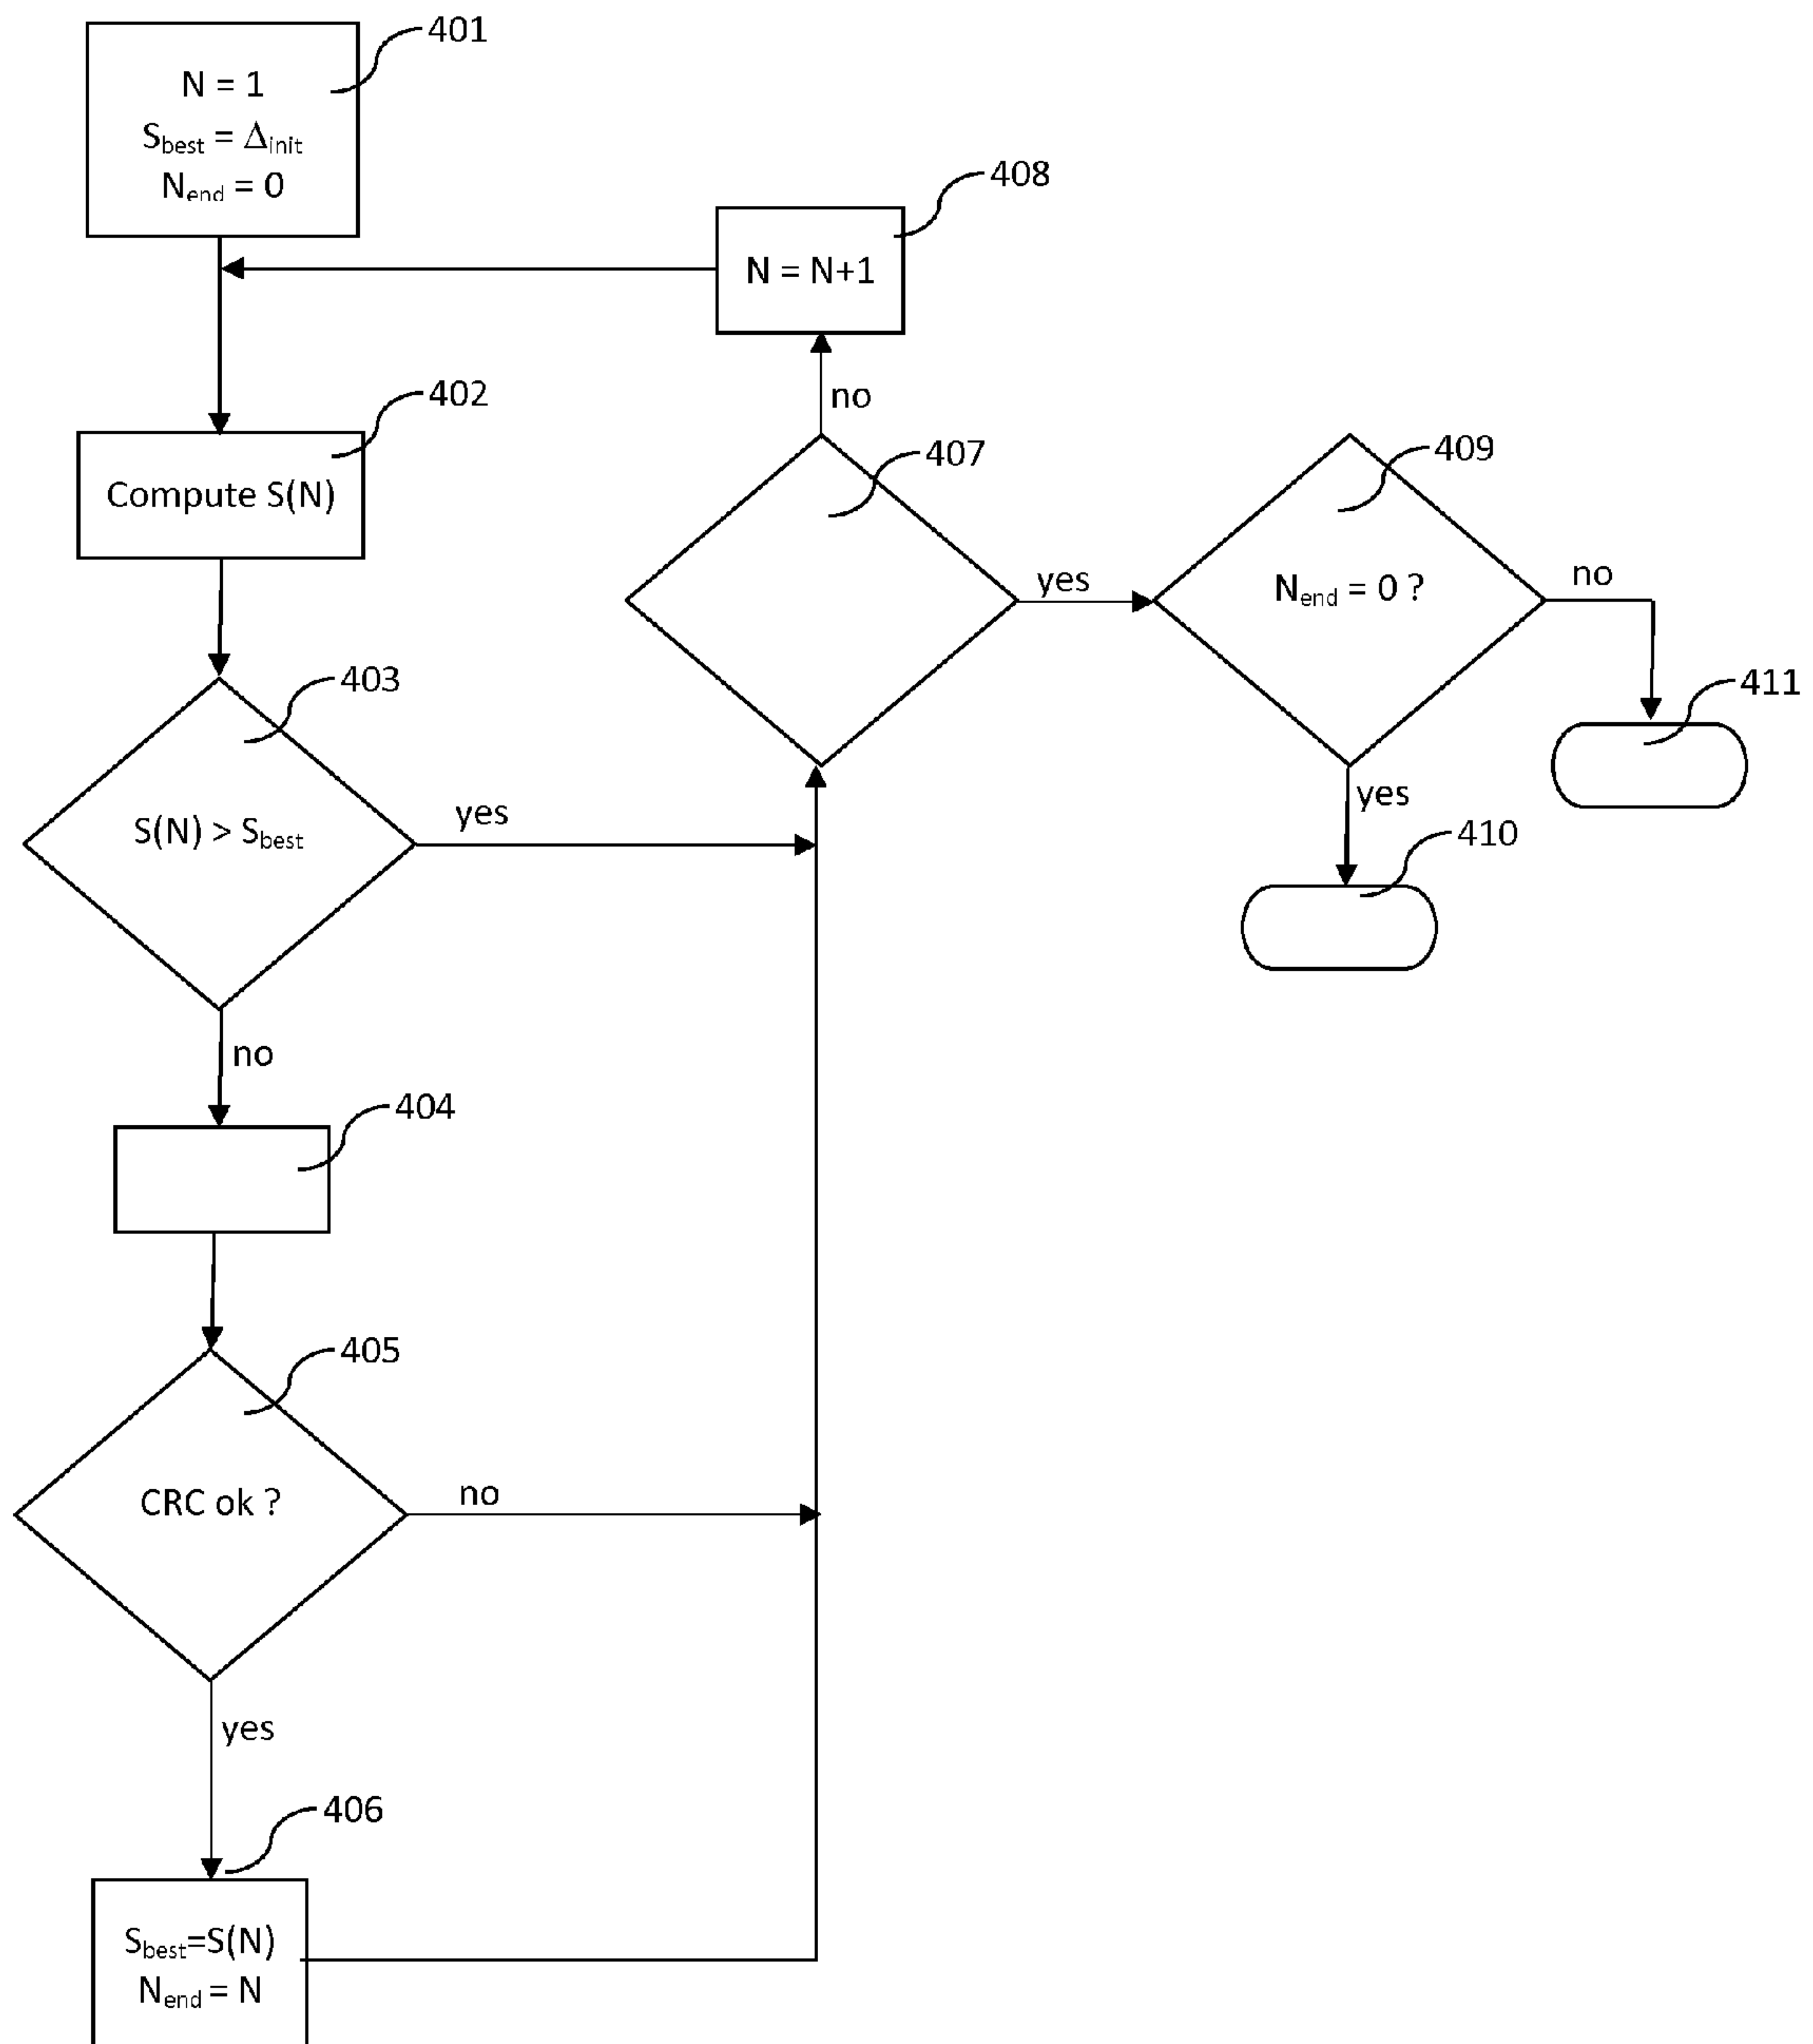 401
N = 1
S_best = Δ_init
N_end = 0
408
N = N+1
402
Compute S(N)
no
407
409
N_end = 0 ?
yes
no
403
411
S(N) > S_best
yes
yes
410
no
404
405
CRC ok ?
no
yes
406
S_best=S(N)
N_end = N